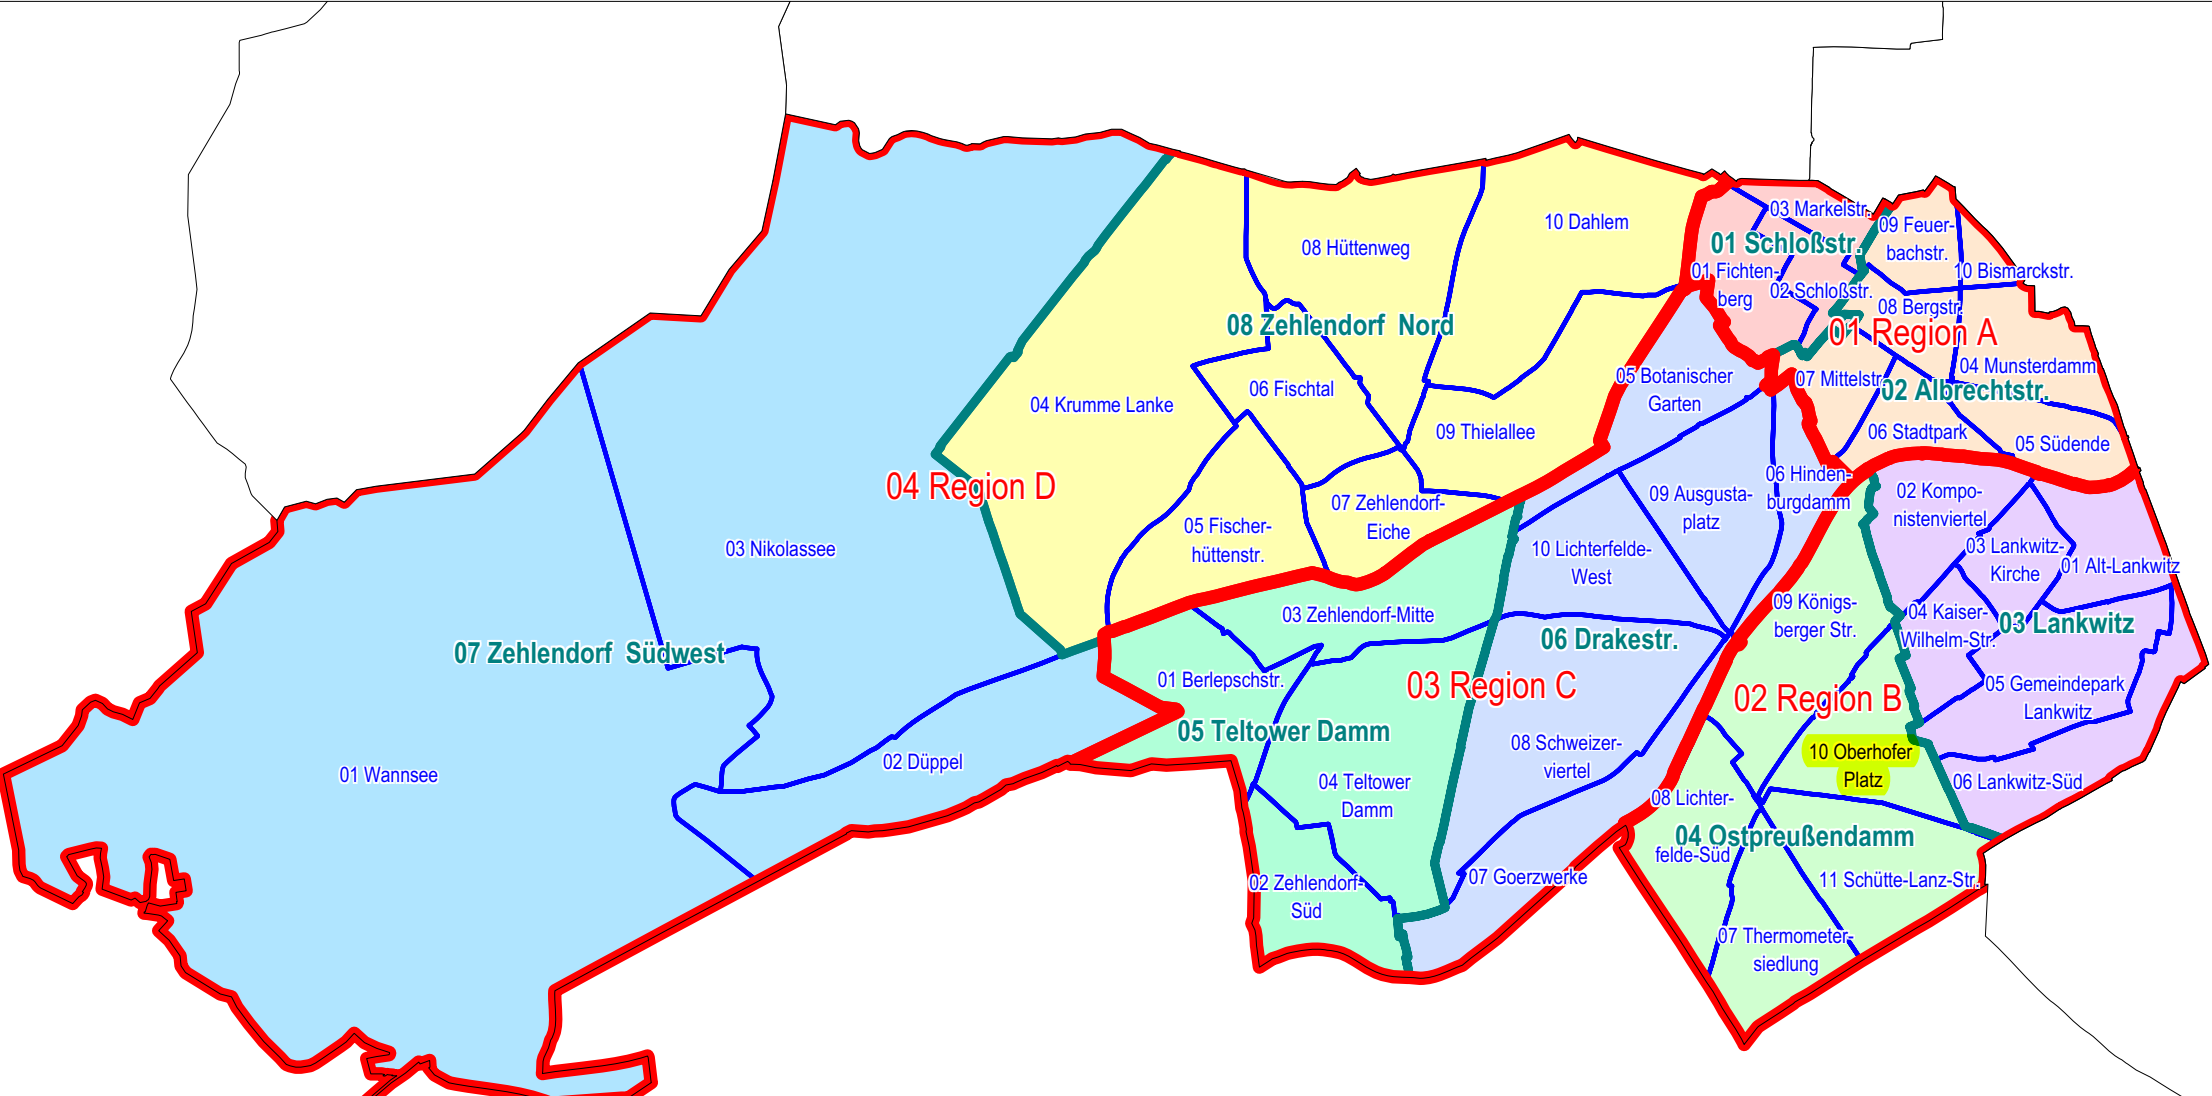 03 Markelstr.
10 Dahlem
09 Feuer-
bachstr.
01 Schloßstr.
08 Hüttenweg
01 Fichten-
berg
10 Bismarckstr.
02 Schloßstr.
08 Bergstr.
08 Zehlendorf  Nord
01 Region A
04 Munsterdamm
05 Botanischer
Garten
07 Mittelstr.
02 Albrechtstr.
06 Fischtal
04 Krumme Lanke
09 Thielallee
06 Stadtpark
05 Südende
04 Region D
06 Hinden-
burgdamm
09 Ausgusta-
platz
02 Kompo-
nistenviertel
07 Zehlendorf-
Eiche
05 Fischer-
hüttenstr.
03 Nikolassee
10 Lichterfelde-
West
03 Lankwitz-
Kirche
01 Alt-Lankwitz
03 Zehlendorf-Mitte
09 Königs-
berger Str.
04 Kaiser-
Wilhelm-Str.
03 Lankwitz
07 Zehlendorf  Südwest
06 Drakestr.
01 Berlepschstr.
03 Region C
02 Region B
05 Gemeindepark
Lankwitz
05 Teltower Damm
08 Schweizer-
viertel
10 Oberhofer
Platz
01 Wannsee
02 Düppel
04 Teltower
Damm
06 Lankwitz-Süd
08 Lichter-
felde-Süd
04 Ostpreußendamm
02 Zehlendorf-
Süd
07 Goerzwerke
11 Schütte-Lanz-Str.
07 Thermometer-
siedlung